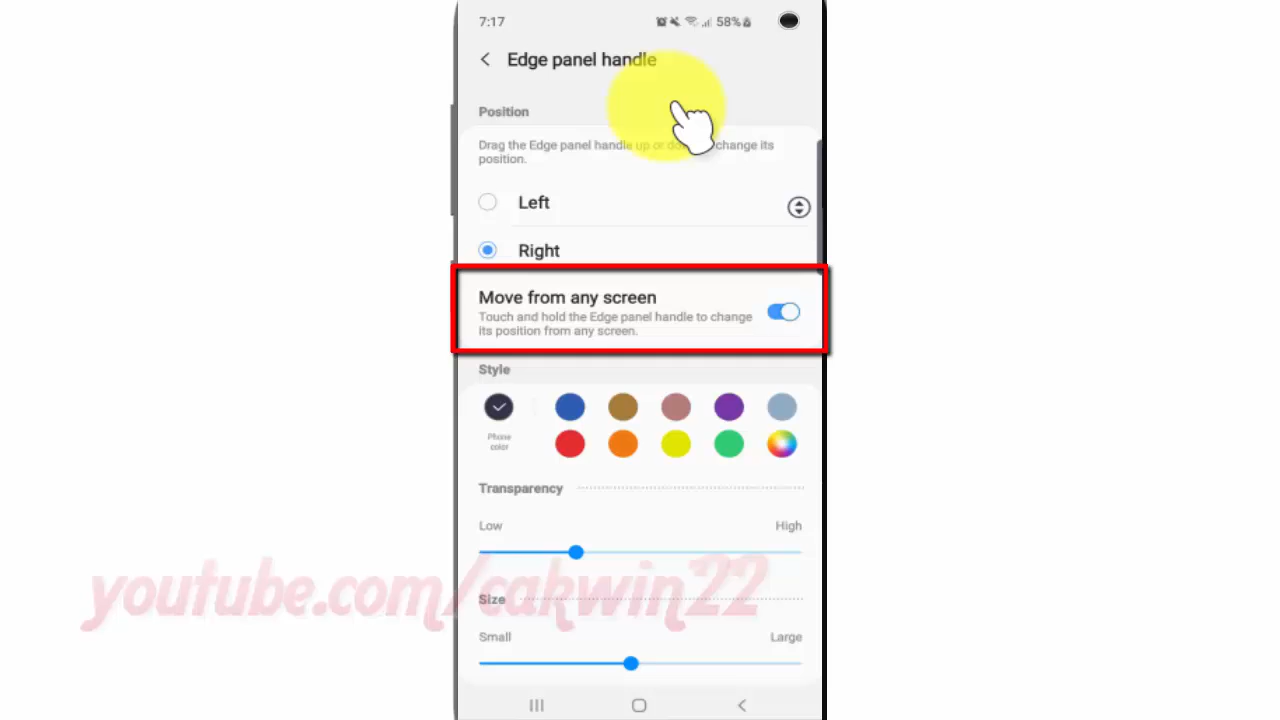 7:17
58%
Edge panel handle
Position
Drag the Edge panel handle up or down to change its
position.
Left
Right
Move from any screen
Touch and hold the Edge panel handle to change
its position from any screen.
Style
Phone
color
Transparency
Low
High
youtube.com/cakwin22
Size
Small
Large